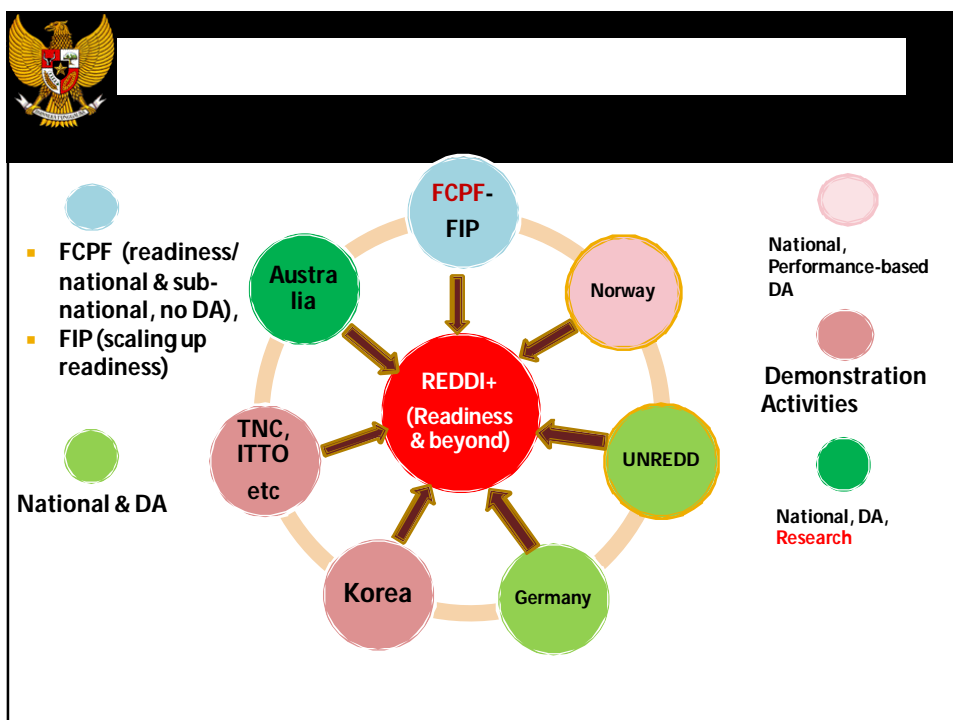 FCPF-
FIP
▪ FCPF (readiness/
national & sub-
national, no DA),
▪ FIP (scaling up
readiness)
National & DA
Austra
lia
Norway
REDDI+
(Readiness
& beyond)
TNC,
ITTO
etc
UNREDD
Korea
Germany
National,
Performance-based
DA
Demonstration
Activities
National, DA,
Research